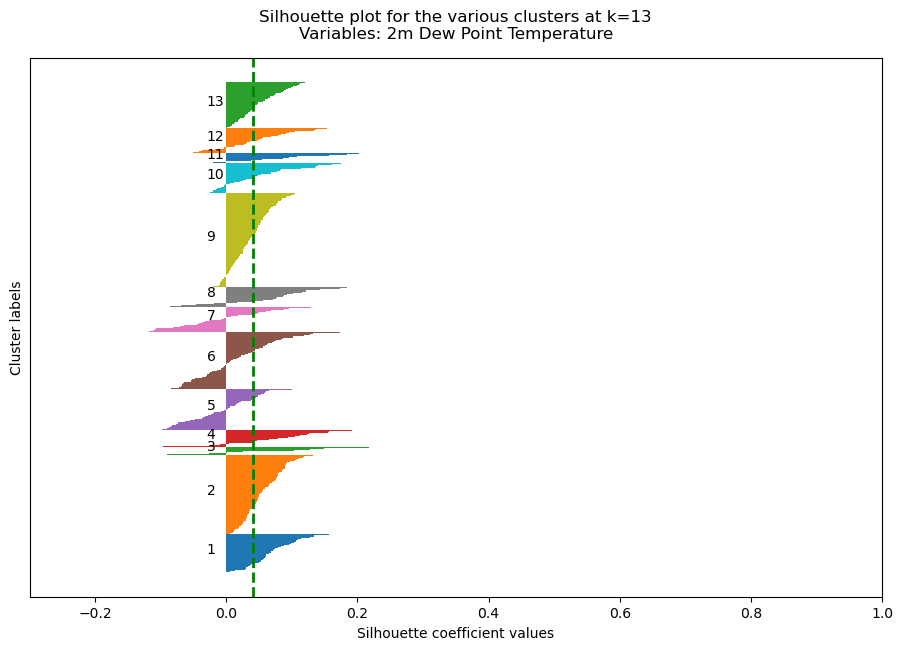 Silhouette plot for the various clusters at k=13
Variables: 2m Dew Point Temperature
13
12
11
10
9
8
7
6
5
4
3
2
1
Cluster labels
−0.2 0.0 0.2 0.4 0.6 0.8 1.0
Silhouette coefficient values